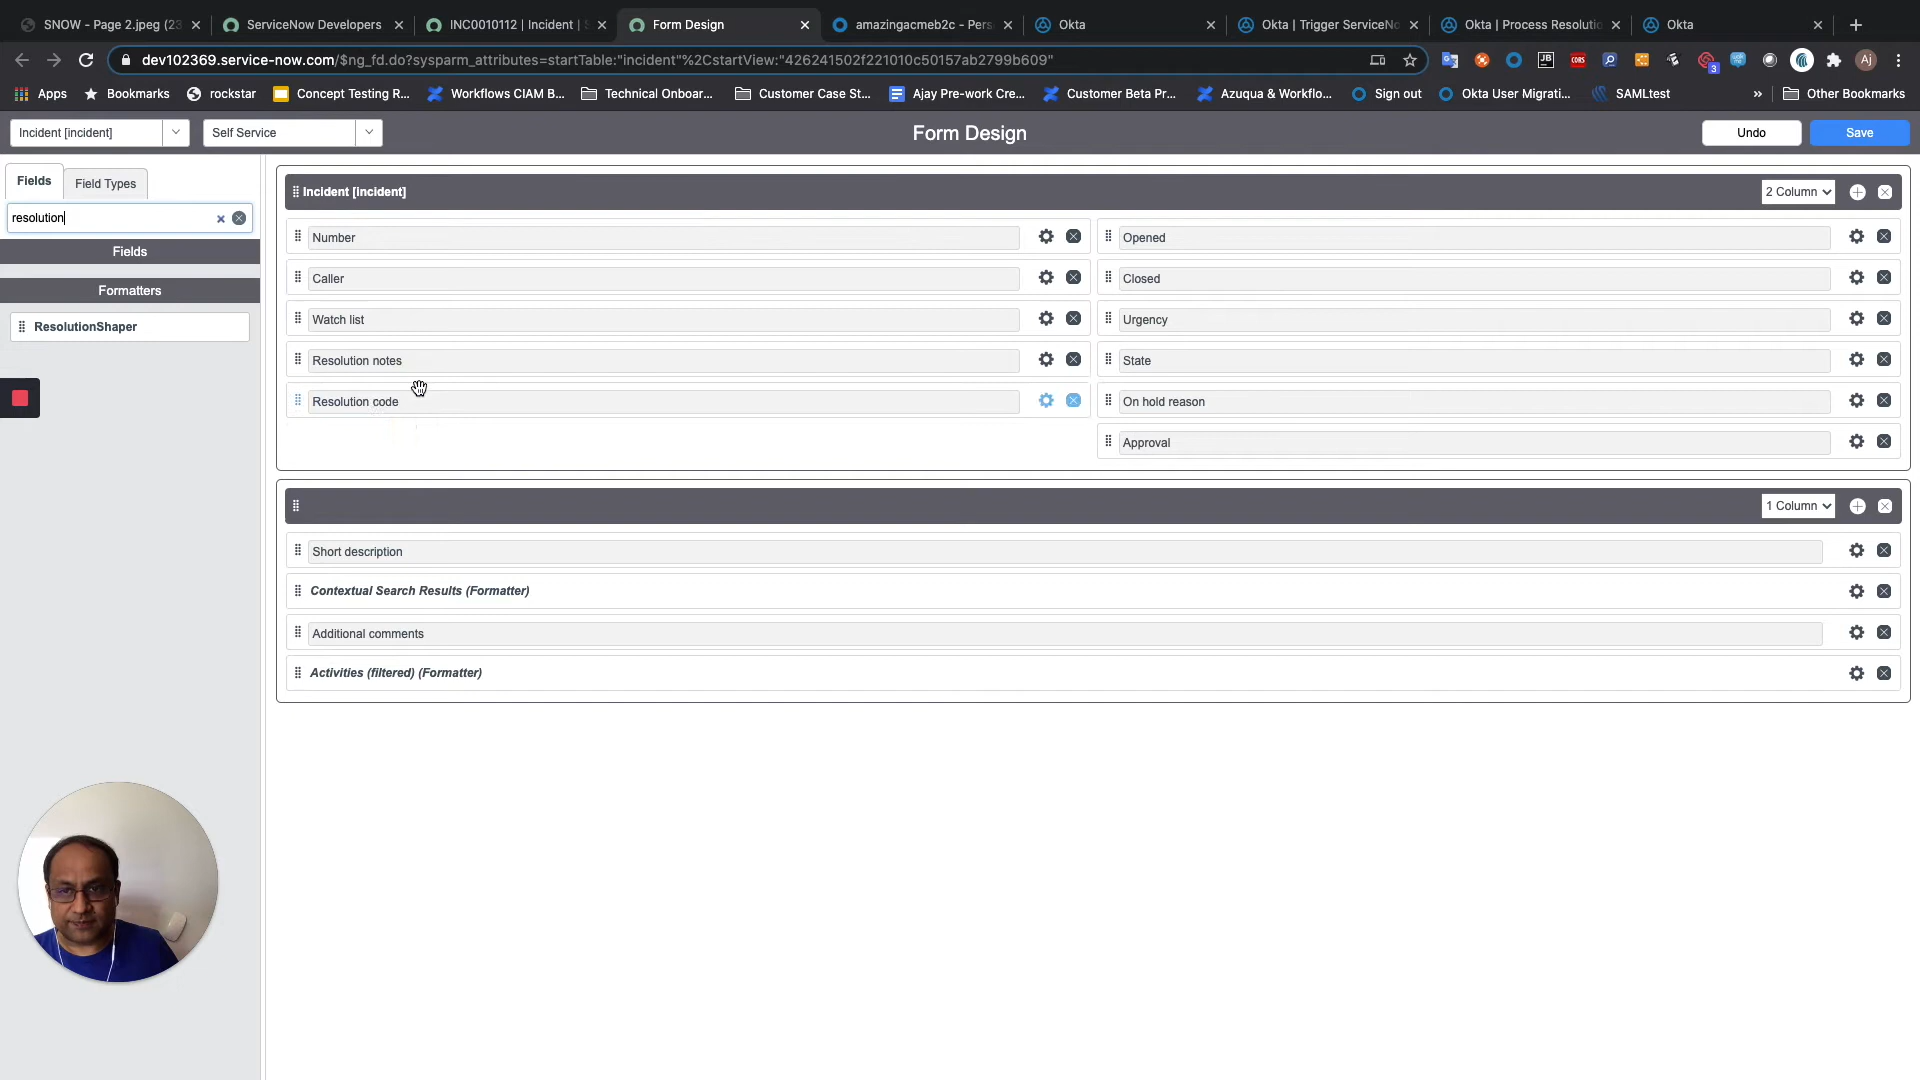 SNOW - Page 2.jpeg (23
ServiceNow Developers
INC0010112 | Incident | S
Form Design
amazingacmeb2c - Pers
Okta
Okta | Trigger ServiceNo
Okta | Process Resolutio
Okta
dev102369.service-now.com/$ng_fd.do?sysparm_attributes=startTable:"incident"%2CstartView:"426241502f221010c50157ab2799b609"
JB
CORS
3
Aj
Apps
Bookmarks
rockstar
Concept Testing R...
Workflows CIAM B...
Technical Onboar...
Customer Case St...
Ajay Pre-work Cre...
Customer Beta Pr...
Azuqua & Workflo...
Sign out
Okta User Migrati...
SAMLtest
»
Other Bookmarks
Incident [incident]
Self Service
Form Design
Undo
Save
Fields
Field Types
resolution
Fields
Formatters
ResolutionShaper
Incident [incident]
2 Column
Number
Opened
Caller
Closed
Watch list
Urgency
Resolution notes
State
Resolution code
On hold reason
Approval
1 Column
Short description
Contextual Search Results (Formatter)
Additional comments
Activities (filtered) (Formatter)